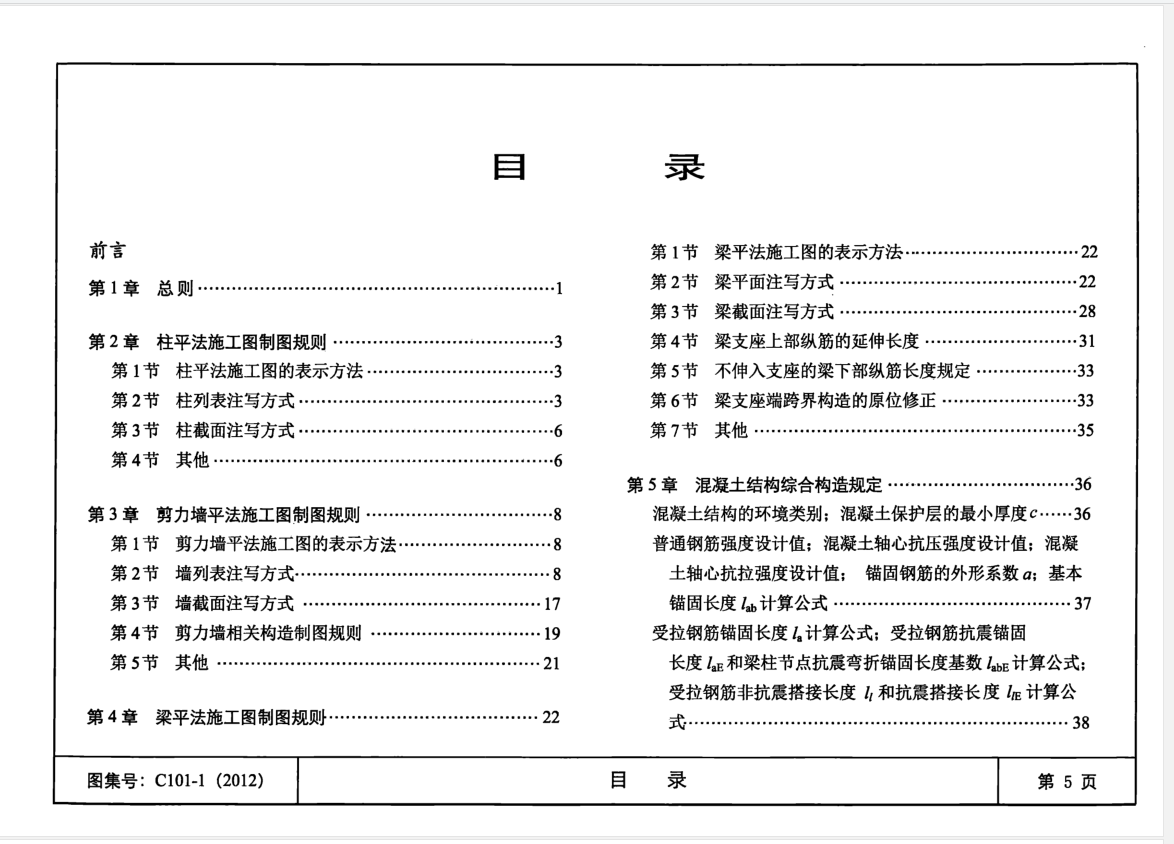 目 录
前言
第1章 总则……1
第2章 柱平法施工图制图规则……3
第1节 柱平法施工图的表示方法……3
第2节 柱列表注写方式……3
第3节 柱截面注写方式……6
第4节 其他……6
第3章 剪力墙平法施工图制图规则……8
第1节 剪力墙平法施工图的表示方法……8
第2节 墙列表注写方式……8
第3节 墙截面注写方式……17
第4节 剪力墙相关构造制图规则……19
第5节 其他……21
第4章 梁平法施工图制图规则……22
第1节 梁平法施工图的表示方法……22
第2节 梁平面注写方式……22
第3节 梁截面注写方式……28
第4节 梁支座上部纵筋的延伸长度……31
第5节 不伸入支座的梁下部纵筋长度规定……33
第6节 梁支座端跨界构造的原位修正……33
第7节 其他……35
第5章 混凝土结构综合构造规定……36
混凝土结构的环境类别；混凝土保护层的最小厚度c……36
普通钢筋强度设计值；混凝土轴心抗压强度设计值；混凝
土轴心抗拉强度设计值； 锚固钢筋的外形系数a；基本
锚固长度lab计算公式……37
受拉钢筋锚固长度la计算公式；受拉钢筋抗震锚固
长度laE和梁柱节点抗震弯折锚固长度基数labE计算公式；
受拉钢筋非抗震搭接长度 ll 和抗震搭接长度 llE 计算公
式……38
图集号：C101-1（2012）
目 录
第 5 页